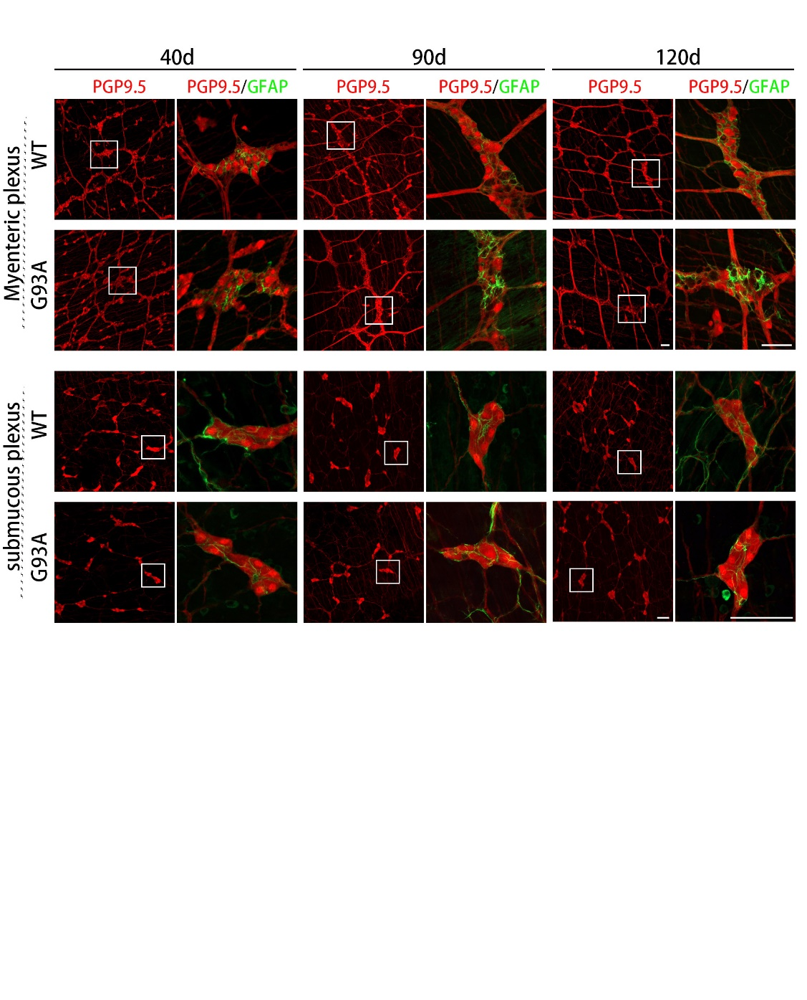 40d 90d 120d
PGP9.5 PGP9.5/GFAP PGP9.5 PGP9.5/GFAP PGP9.5 PGP9.5/GFAP
Myenteric plexus
WT
G93A
submucous plexus
WT
G93A